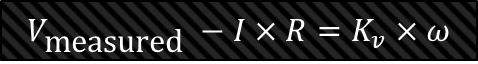 V_measured − I × R = K_v × ω